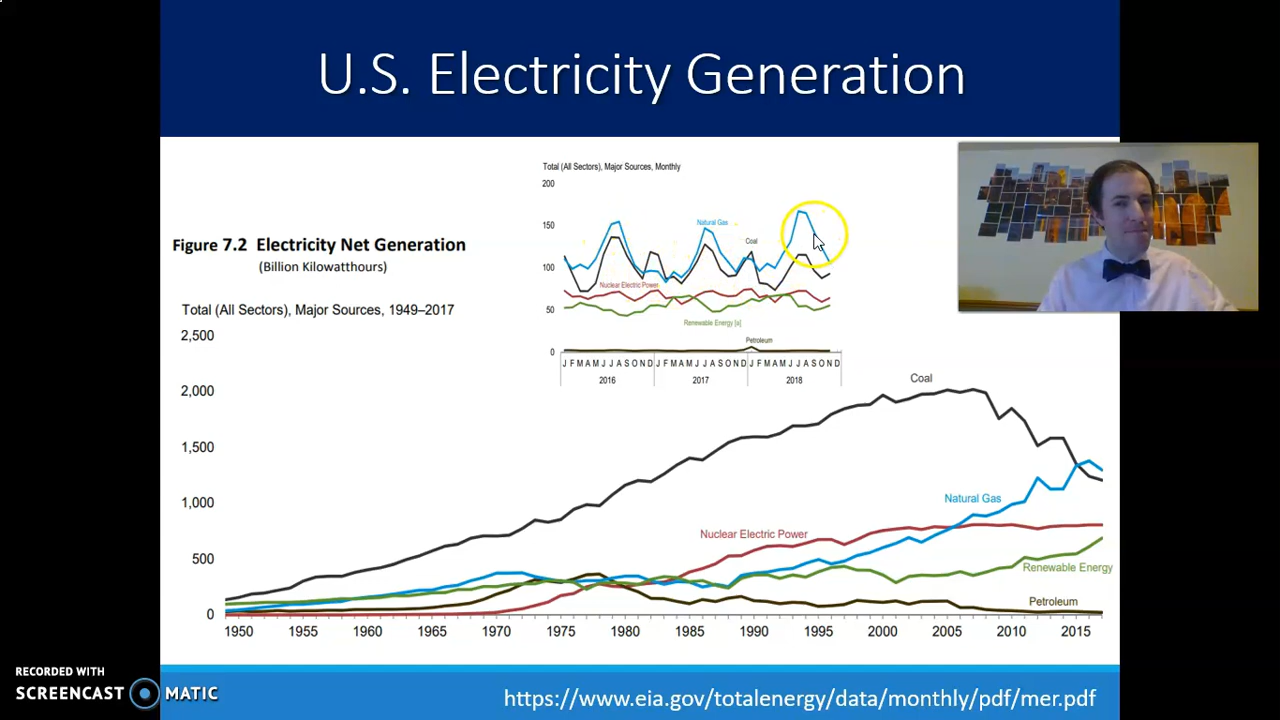 U.S. Electricity Generation
Total (All Sectors), Major Sources, Monthly
200
150
100
50
0
Natural Gas
Coal
Nuclear Electric Power
Renewable Energy [a]
Petroleum
J F M A M J J A S O N D J F M A M J J A S O N D J F M A M J J A S O N D
2016 2017 2018
Figure 7.2 Electricity Net Generation
(Billion Kilowatthours)
Total (All Sectors), Major Sources, 1949–2017
2,500
2,000
1,500
1,000
500
0
Coal
Natural Gas
Nuclear Electric Power
Renewable Energy
Petroleum
1950 1955 1960 1965 1970 1975 1980 1985 1990 1995 2000 2005 2010 2015
RECORDED WITH
SCREENCAST MATIC
https://www.eia.gov/totalenergy/data/monthly/pdf/mer.pdf